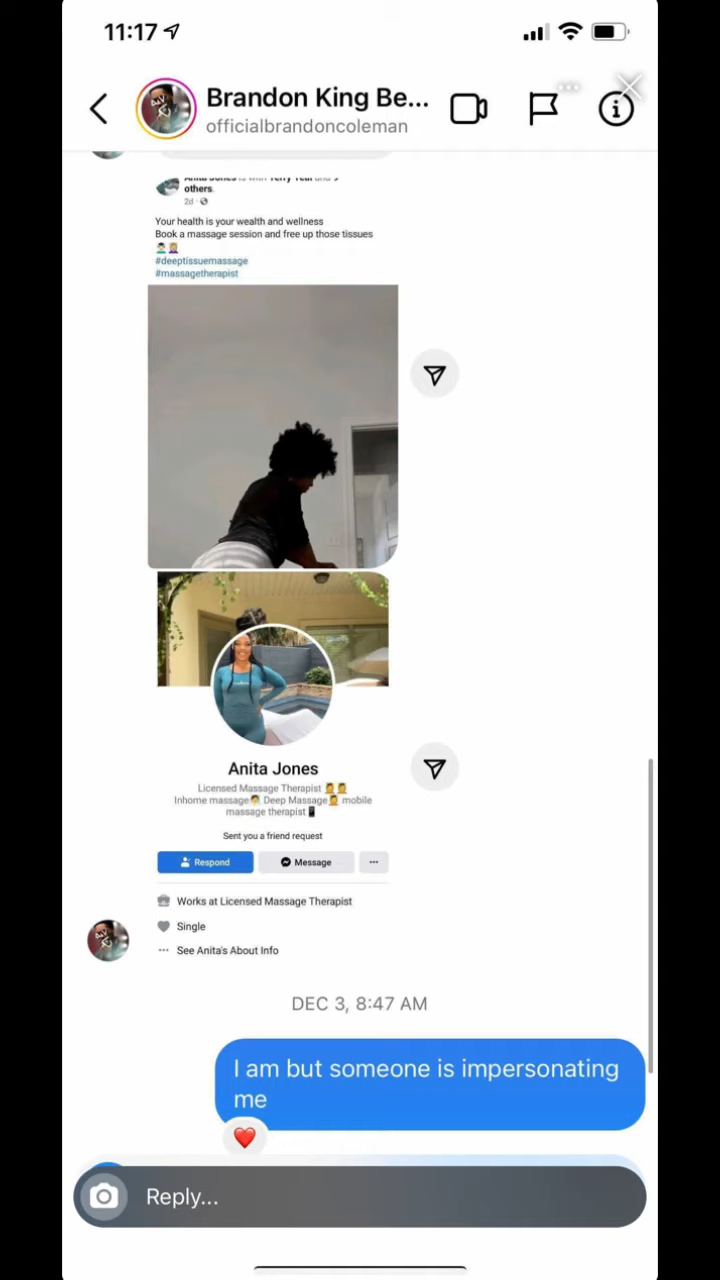 11:17
Brandon King Be...
officialbrandoncoleman
others.
2d
Your health is your wealth and wellness
Book a massage session and free up those tissues
#deeptissuemassage
#massagetherapist
Anita Jones
Licensed Massage Therapist
Inhome massage Deep Massage mobile
massage therapist
Sent you a friend request
Respond
Message
Works at Licensed Massage Therapist
Single
See Anita's About Info
DEC 3, 8:47 AM
I am but someone is impersonating
me
Reply...